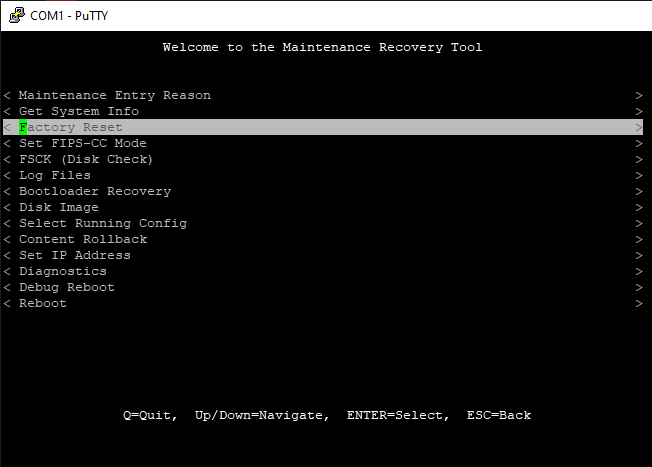 COM1 - PuTTY
Welcome to the Maintenance Recovery Tool
< Maintenance Entry Reason >
< Get System Info >
< Factory Reset >
< Set FIPS-CC Mode >
< FSCK (Disk Check) >
< Log Files >
< Bootloader Recovery >
< Disk Image >
< Select Running Config >
< Content Rollback >
< Set IP Address >
< Diagnostics >
< Debug Reboot >
< Reboot >
Q=Quit, Up/Down=Navigate, ENTER=Select, ESC=Back